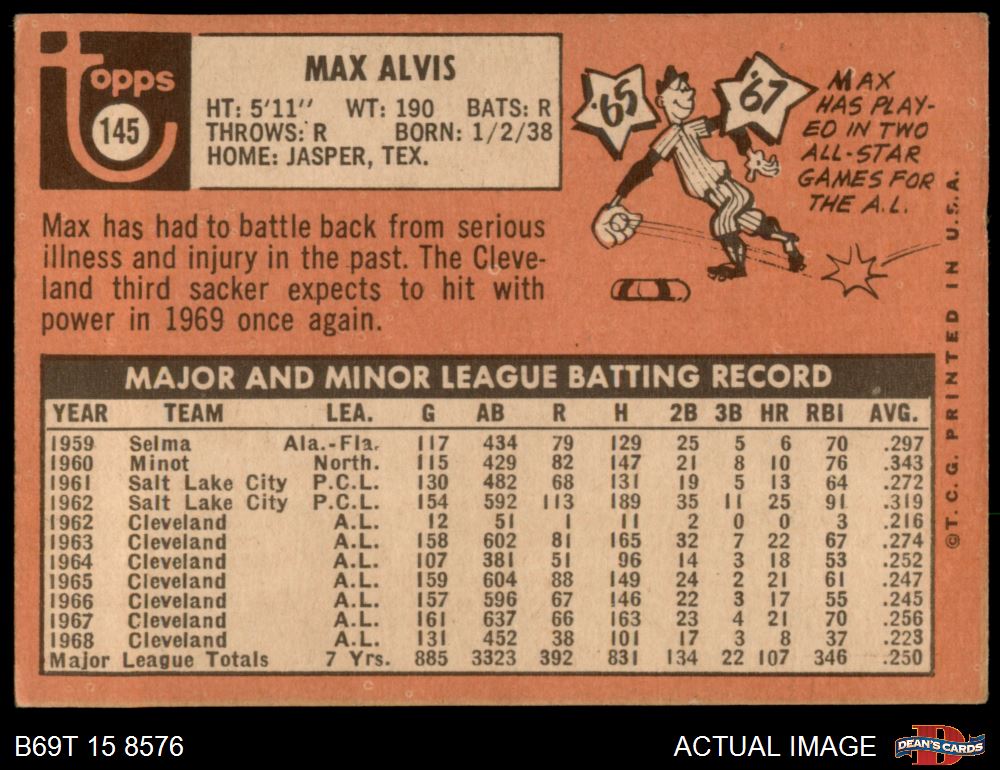 Topps
145
MAX ALVIS
HT: 5'11" WT: 190 BATS: R
THROWS: R BORN: 1/2/38
HOME: JASPER, TEX.
'65
'67
MAX
HAS PLAY-
ED IN TWO
ALL-STAR
GAMES FOR
THE A.L.
Max has had to battle back from serious
illness and injury in the past. The Cleve-
land third sacker expects to hit with
power in 1969 once again.
MAJOR AND MINOR LEAGUE BATTING RECORD
YEAR TEAM LEA. G AB R H 2B 3B HR RBI AVG.
1959 Selma Ala.-Fla. 117 434 79 129 25 5 6 70 .297
1960 Minot North. 115 429 82 147 21 8 10 76 .343
1961 Salt Lake City P.C.L. 130 482 68 131 19 5 13 64 .272
1962 Salt Lake City P.C.L. 154 592 113 189 35 11 25 91 .319
1962 Cleveland A.L. 12 51 1 11 2 0 0 3 .216
1963 Cleveland A.L. 158 602 81 165 32 7 22 67 .274
1964 Cleveland A.L. 107 381 51 96 14 3 18 53 .252
1965 Cleveland A.L. 159 604 88 149 24 2 21 61 .247
1966 Cleveland A.L. 157 596 67 146 22 3 17 55 .245
1967 Cleveland A.L. 161 637 66 163 23 4 21 70 .256
1968 Cleveland A.L. 131 452 38 101 17 3 8 37 .223
Major League Totals 7 Yrs. 885 3323 392 831 134 22 107 346 .250
©T. C. G. PRINTED IN U.S.A.
B69T 15 8576
ACTUAL IMAGE
D
DEAN'S CARDS